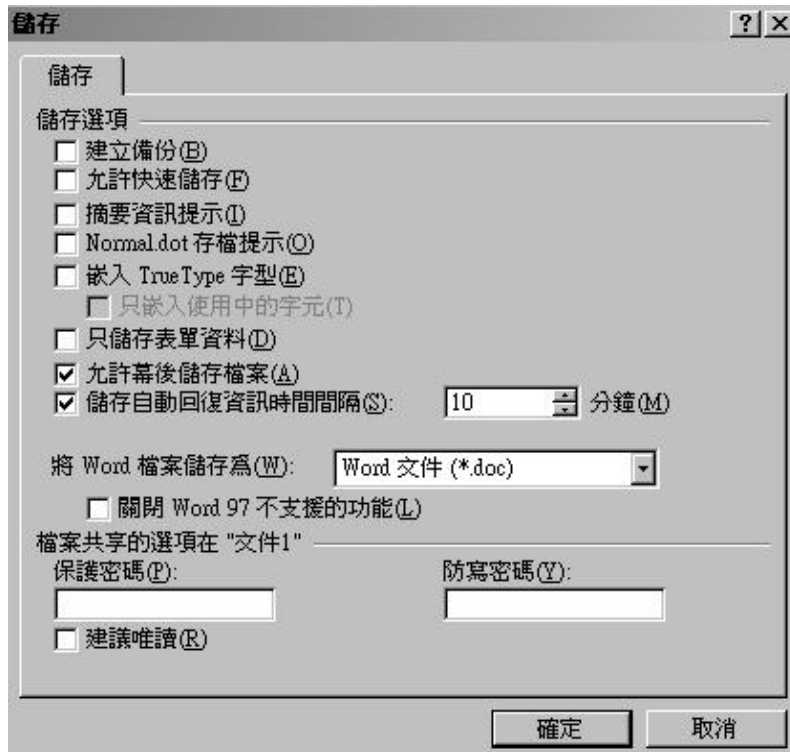 儲存
儲存
儲存選項
建立備份(B)
允許快速儲存(F)
摘要資訊提示(I)
Normal.dot 存檔提示(O)
嵌入 TrueType 字型(E)
只嵌入使用中的字元(T)
只儲存表單資料(D)
允許幕後儲存檔案(A)
儲存自動回復資訊時間間隔(S): 10 分鐘(M)
將 Word 檔案儲存為(W): Word 文件 (*.doc)
關閉 Word 97 不支援的功能(L)
檔案共享的選項在 "文件1"
保護密碼(P): 防寫密碼(Y):
建議唯讀(R)
確定 取消